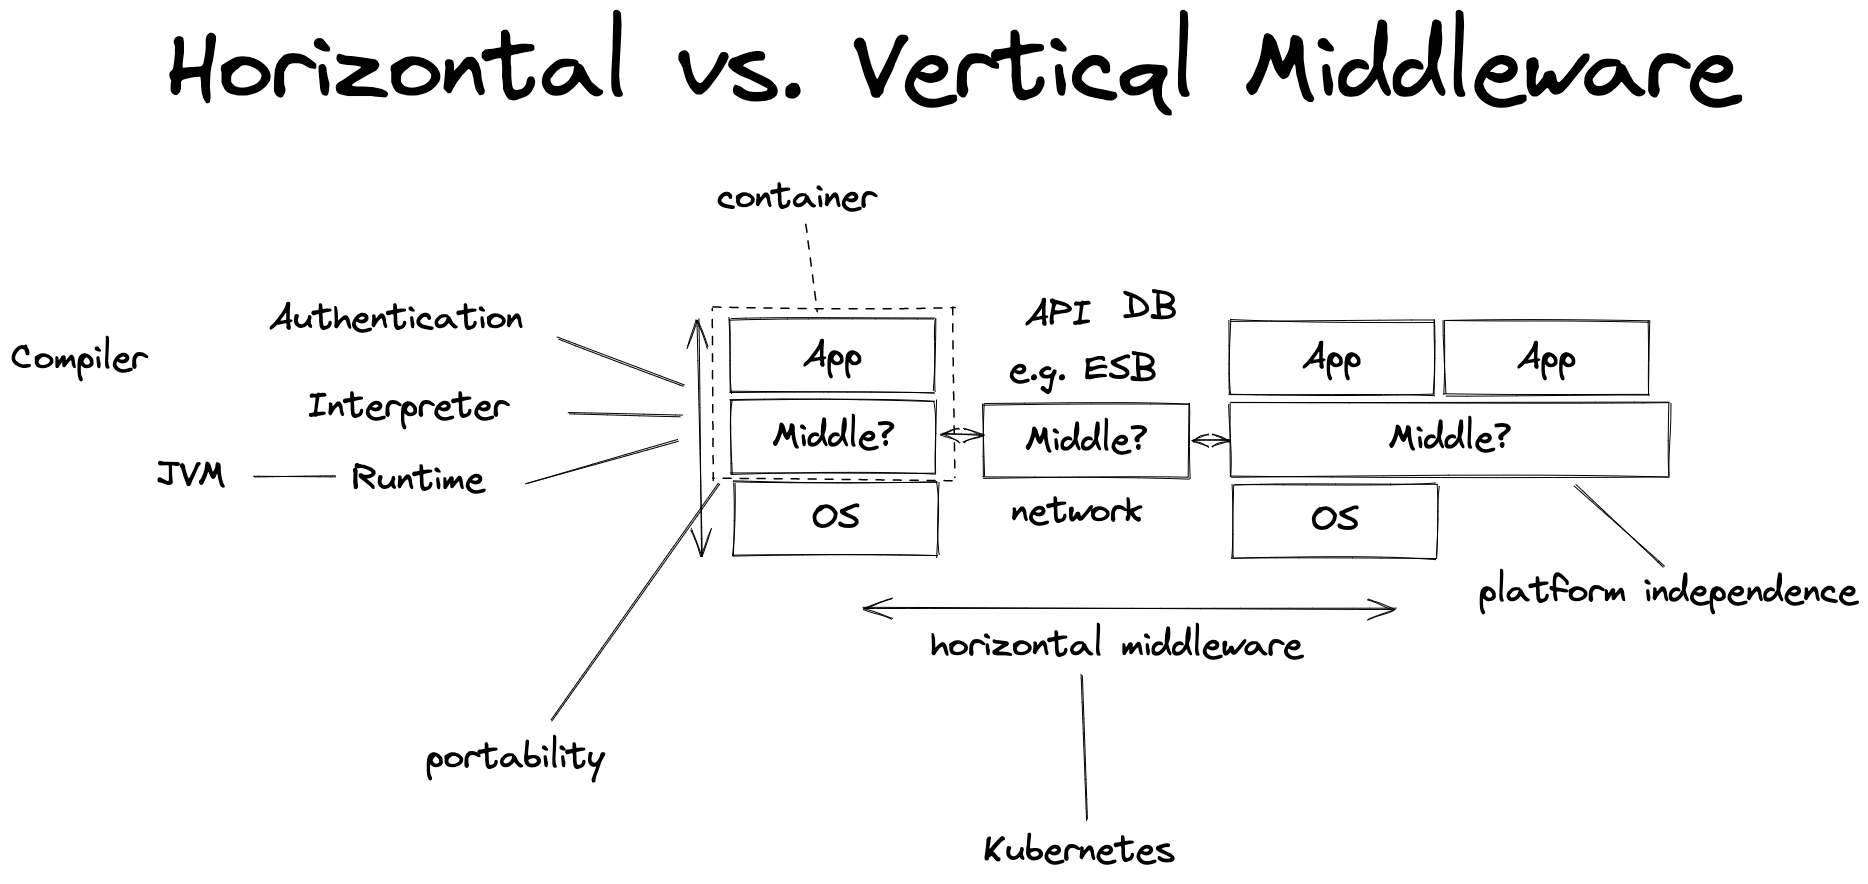 Horizontal vs. Vertical Middleware
container
Authentication
Compiler
Interpreter
JVM
Runtime
App
Middle?
OS
API
DB
e.g. ESB
Middle?
network
App
App
Middle?
OS
platform independence
horizontal middleware
portability
Kubernetes